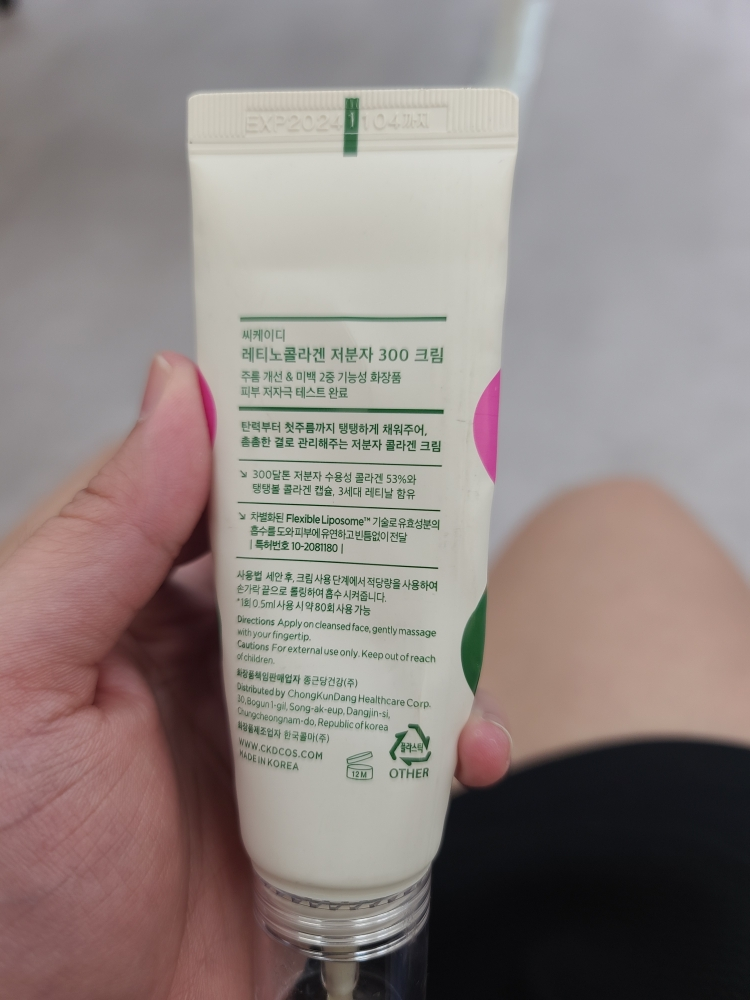 EXP20241104까지
씨케이디
레티노콜라겐 저분자 300 크림
주름 개선 & 미백 2중 기능성 화장품
피부 저자극 테스트 완료
탄력부터 첫주름까지 탱탱하게 채워주어,
촘촘한 결로 관리해주는 저분자 콜라겐 크림
↘ 300달톤 저분자 수용성 콜라겐 53%와
탱탱볼 콜라겐 캡슐, 3세대 레티날 함유
↘ 차별화된 Flexible Liposome™ 기술로 유효성분의
흡수를 도와 피부에 유연하고 빈틈없이 전달
| 특허번호 10-2081180 |
사용법 세안 후, 크림 사용 단계에서 적당량을 사용하여
손가락 끝으로 롤링하여 흡수 시켜줍니다.
*1회 0.5ml 사용 시 약 80회 사용 가능
Directions Apply on cleansed face, gently massage
with your fingertip.
Cautions For external use only. Keep out of reach
of children.
화장품책임판매업자 종근당건강(주)
Distributed by ChongKunDang Healthcare Corp.
30, Bogun 1-gil, Song-ak-eup, Dangjin-si,
Chungcheongnam-do, Republic of korea
화장품제조업자 한국콜마(주)
WWW.CKDCOS.COM
MADE IN KOREA
12M
플라스틱
OTHER